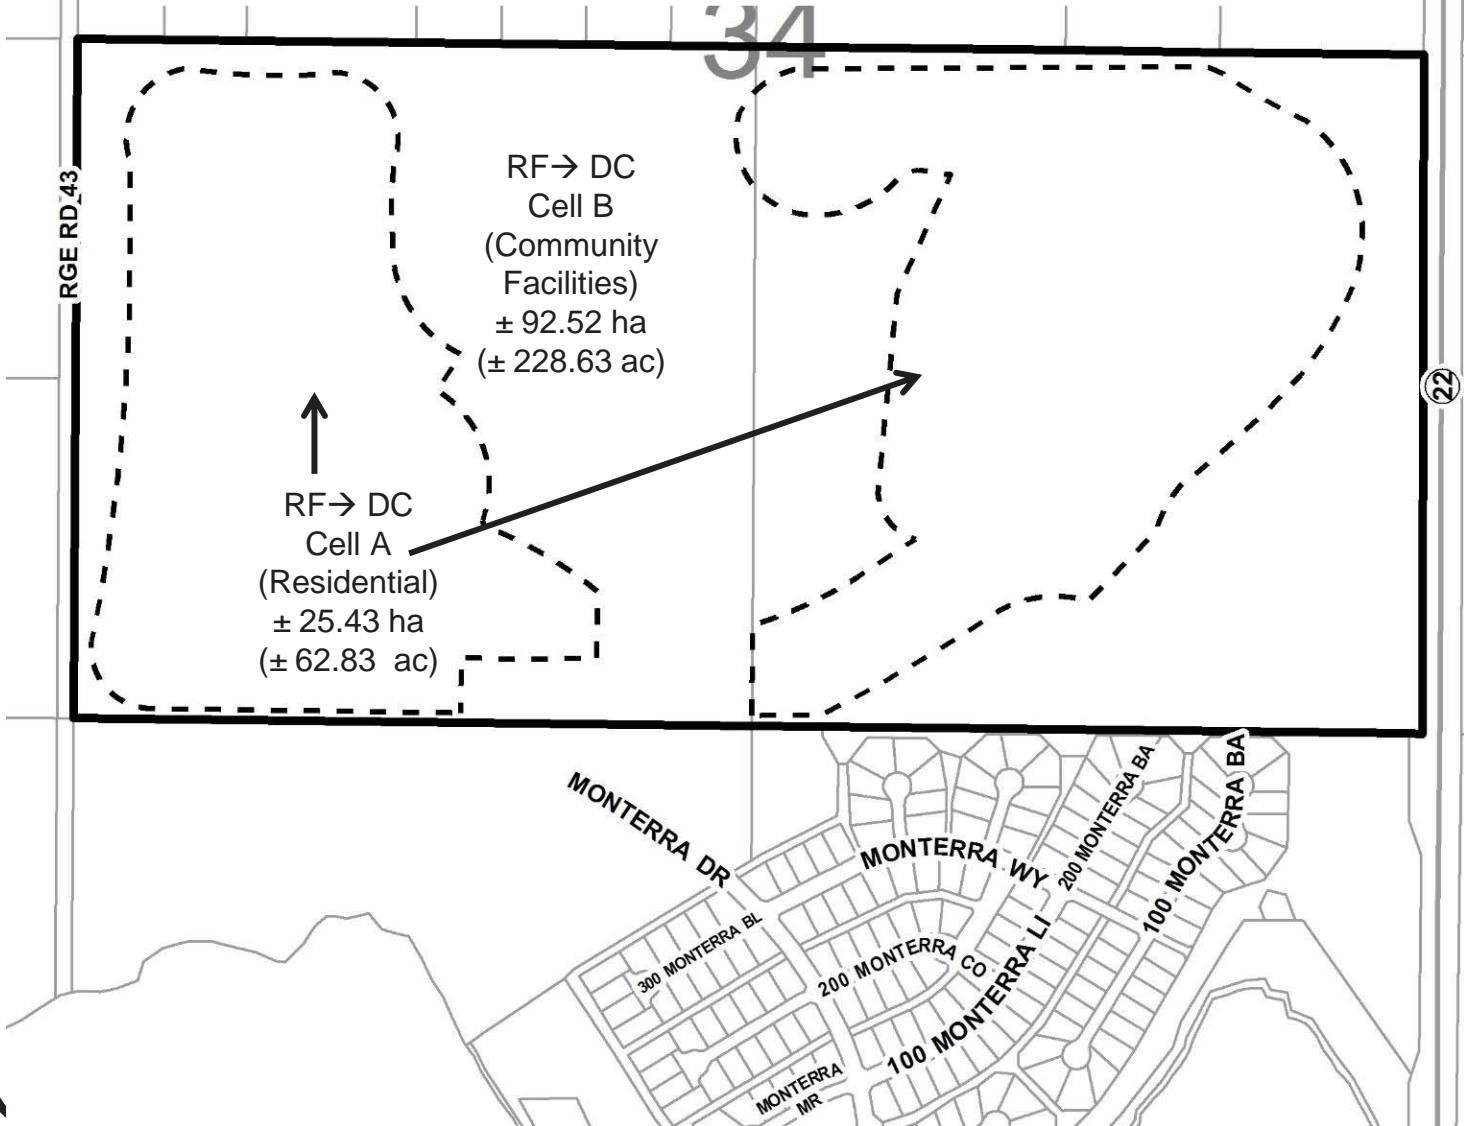 34
RF→ DC
Cell B
(Community
Facilities)
± 92.52 ha
(± 228.63 ac)
RGE RD 43
22
RF→ DC
Cell A
(Residential)
± 25.43 ha
(± 62.83 ac)
MONTERRA DR
MONTERRA WY
200 MONTERRA BA
100 MONTERRA BA
300 MONTERRA BL
200 MONTERRA CO
100 MONTERRA LI
MONTERRA
MR